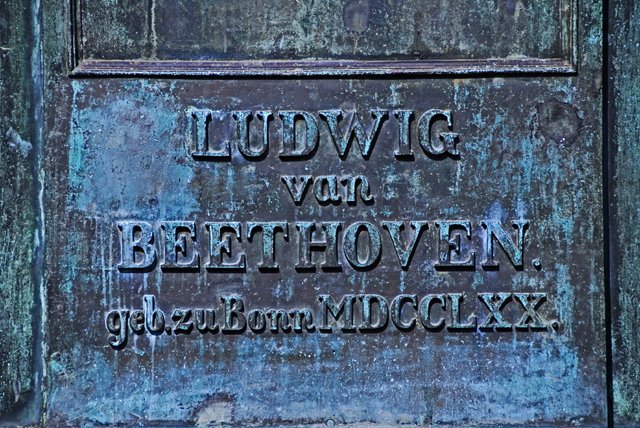 LUDWIG
van
BEETHOVEN.
geb. zu Bonn MDCCLXX.